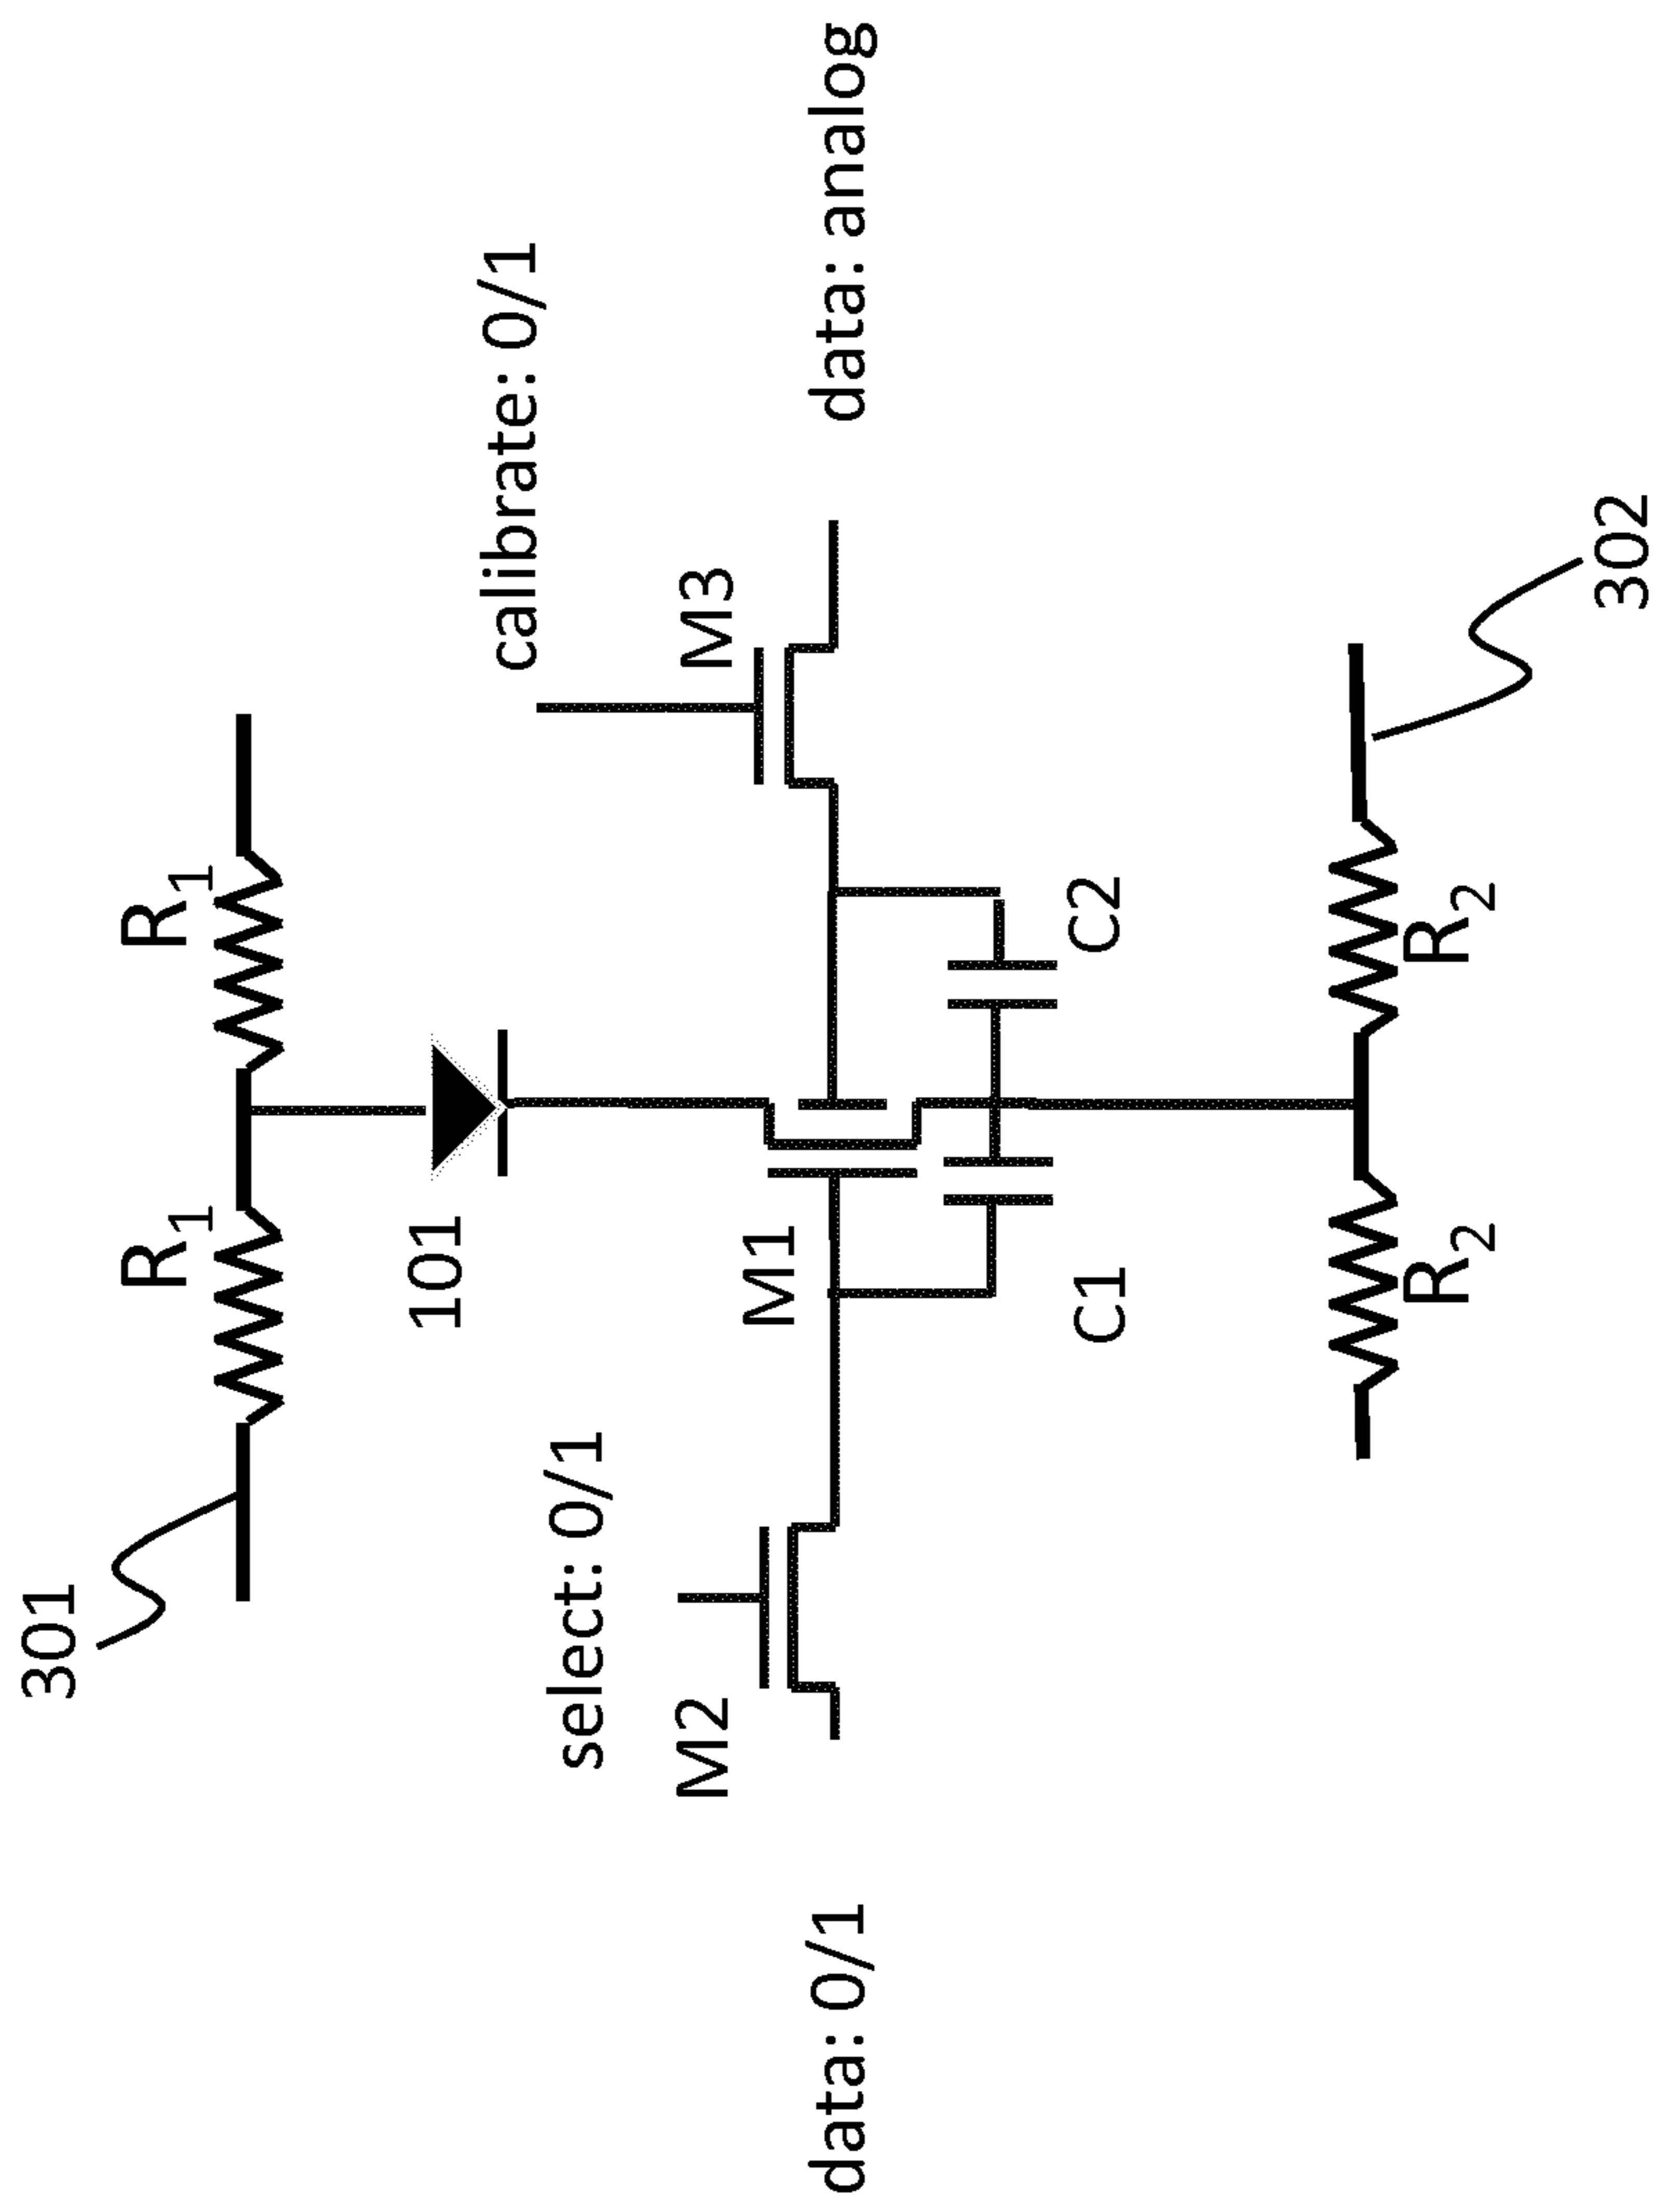 301
R1
R1
101
calibrate: 0/1
select: 0/1
M2
M1
M3
data: 0/1
data: analog
C1
C2
R2
R2
302